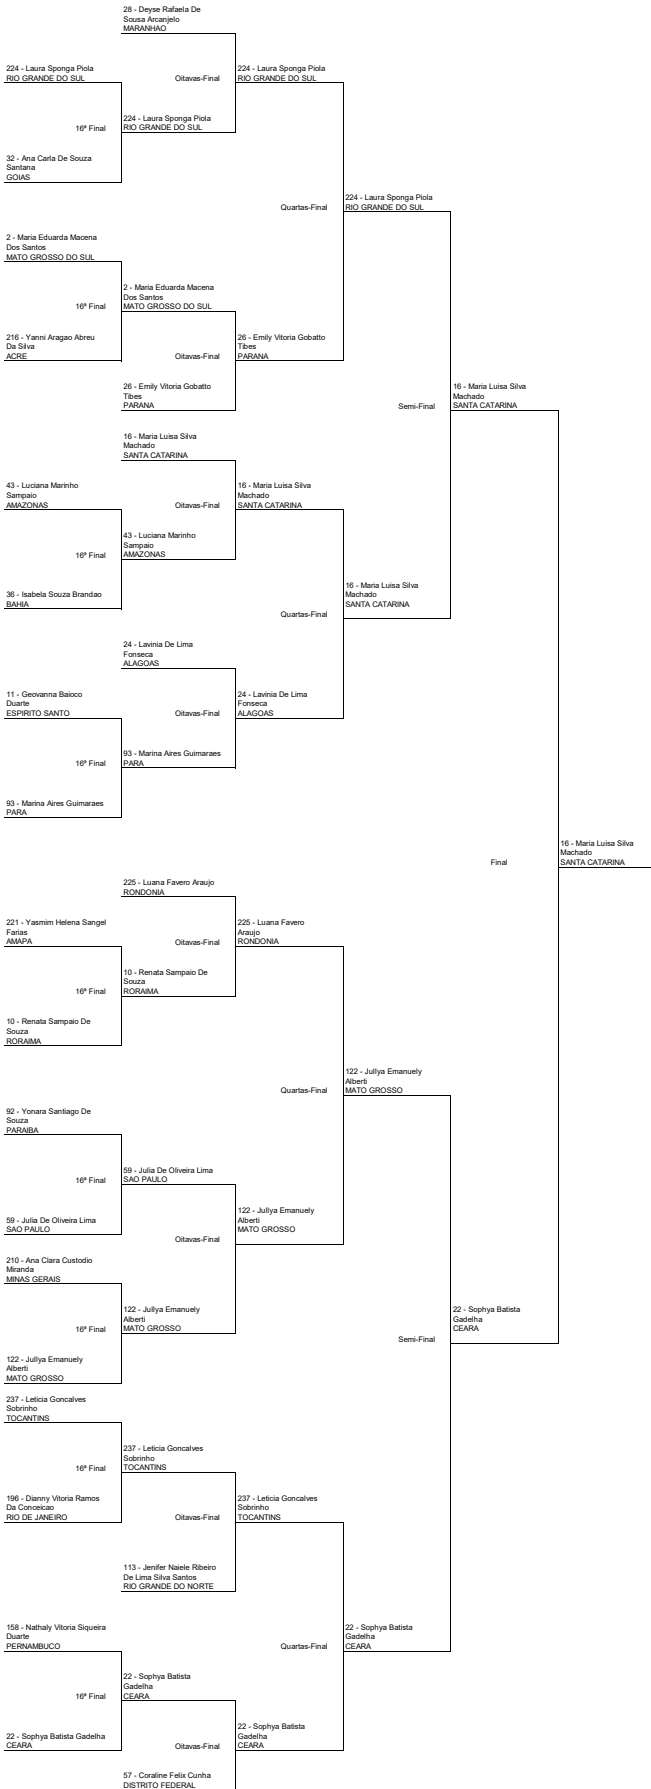 28 - Deyse Rafaela De
Sousa Arcanjelo
MARANHAO
224 - Laura Sponga Piola
RIO GRANDE DO SUL
Oitavas-Final
224 - Laura Sponga Piola
RIO GRANDE DO SUL
16ª Final
224 - Laura Sponga Piola
RIO GRANDE DO SUL
32 - Ana Carla De Souza
Santana
GOIAS
Quartas-Final
224 - Laura Sponga Piola
RIO GRANDE DO SUL
2 - Maria Eduarda Macena
Dos Santos
MATO GROSSO DO SUL
16ª Final
2 - Maria Eduarda Macena
Dos Santos
MATO GROSSO DO SUL
216 - Yanni Aragao Abreu
Da Silva
ACRE
Oitavas-Final
26 - Emily Vitoria Gobatto
Tibes
PARANA
26 - Emily Vitoria Gobatto
Tibes
PARANA
Semi-Final
16 - Maria Luisa Silva
Machado
SANTA CATARINA
16 - Maria Luisa Silva
Machado
SANTA CATARINA
43 - Luciana Marinho
Sampaio
AMAZONAS
Oitavas-Final
16 - Maria Luisa Silva
Machado
SANTA CATARINA
16ª Final
43 - Luciana Marinho
Sampaio
AMAZONAS
36 - Isabela Souza Brandao
BAHIA
Quartas-Final
16 - Maria Luisa Silva
Machado
SANTA CATARINA
24 - Lavinia De Lima
Fonseca
ALAGOAS
11 - Geovanna Baioco
Duarte
ESPIRITO SANTO
Oitavas-Final
24 - Lavinia De Lima
Fonseca
ALAGOAS
16ª Final
93 - Marina Aires Guimaraes
PARA
93 - Marina Aires Guimaraes
PARA
Final
16 - Maria Luisa Silva
Machado
SANTA CATARINA
225 - Luana Favero Araujo
RONDONIA
221 - Yasmim Helena Sangel
Farias
AMAPA
Oitavas-Final
225 - Luana Favero
Araujo
RONDONIA
16ª Final
10 - Renata Sampaio De
Souza
RORAIMA
10 - Renata Sampaio De
Souza
RORAIMA
Quartas-Final
122 - Jullya Emanuely
Alberti
MATO GROSSO
92 - Yonara Santiago De
Souza
PARAIBA
16ª Final
59 - Julia De Oliveira Lima
SAO PAULO
59 - Julia De Oliveira Lima
SAO PAULO
Oitavas-Final
122 - Jullya Emanuely
Alberti
MATO GROSSO
210 - Ana Clara Custodio
Miranda
MINAS GERAIS
16ª Final
122 - Jullya Emanuely
Alberti
MATO GROSSO
122 - Jullya Emanuely
Alberti
MATO GROSSO
Semi-Final
22 - Sophya Batista
Gadelha
CEARA
237 - Leticia Goncalves
Sobrinho
TOCANTINS
16ª Final
237 - Leticia Goncalves
Sobrinho
TOCANTINS
196 - Dianny Vitoria Ramos
Da Conceicao
RIO DE JANEIRO
Oitavas-Final
237 - Leticia Goncalves
Sobrinho
TOCANTINS
113 - Jenifer Naiele Ribeiro
De Lima Silva Santos
RIO GRANDE DO NORTE
158 - Nathaly Vitoria Siqueira
Duarte
PERNAMBUCO
Quartas-Final
22 - Sophya Batista
Gadelha
CEARA
16ª Final
22 - Sophya Batista
Gadelha
CEARA
22 - Sophya Batista Gadelha
CEARA
Oitavas-Final
22 - Sophya Batista
Gadelha
CEARA
57 - Coraline Felix Cunha
DISTRITO FEDERAL